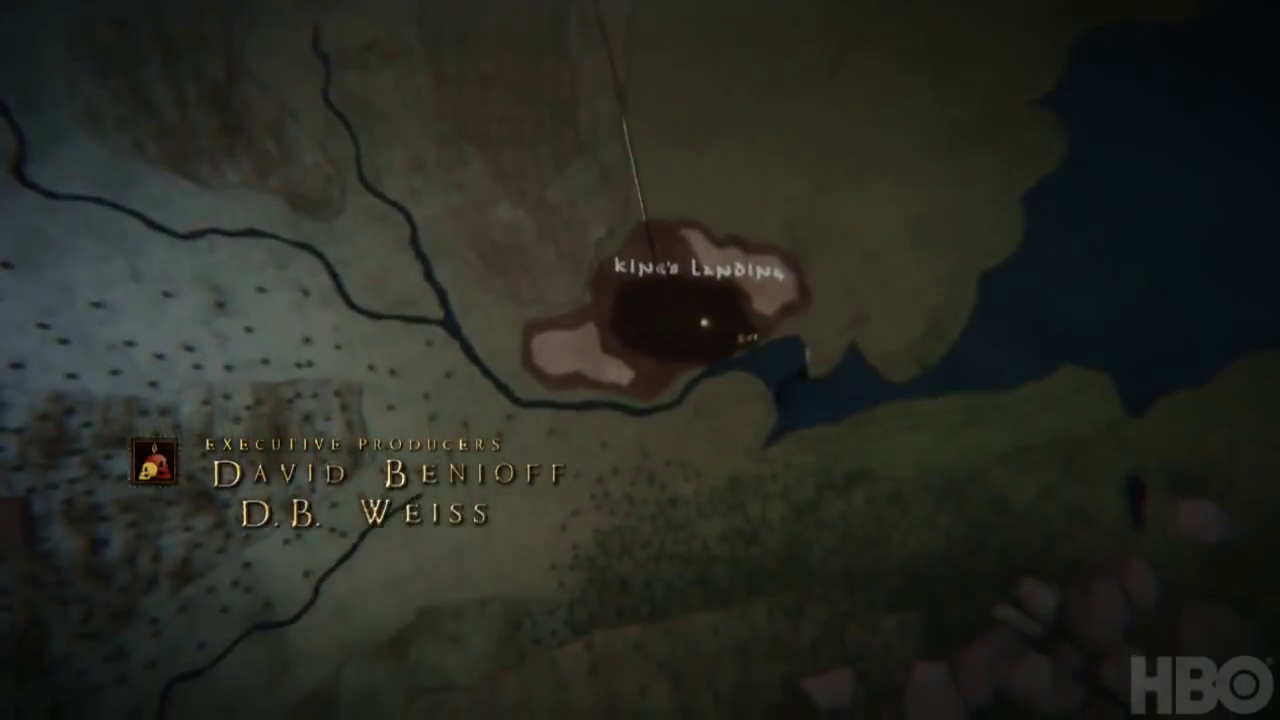 King's Landing
EXECUTIVE PRODUCERS
DAVID BENIOFF
D.B. WEISS
HBO